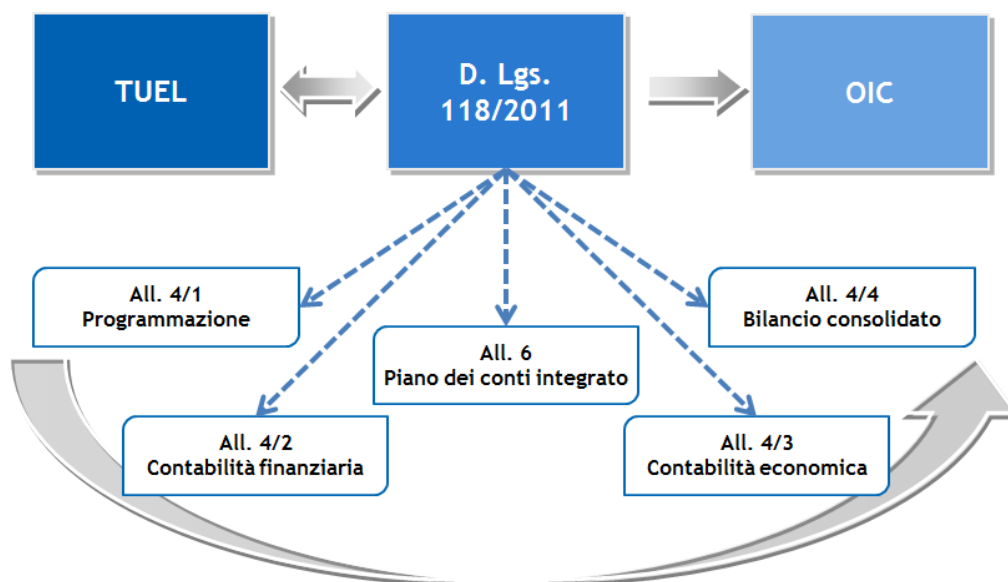 TUEL
D. Lgs.
118/2011
OIC
All. 4/1
Programmazione
All. 4/4
Bilancio consolidato
All. 6
Piano dei conti integrato
All. 4/2
Contabilità finanziaria
All. 4/3
Contabilità economica